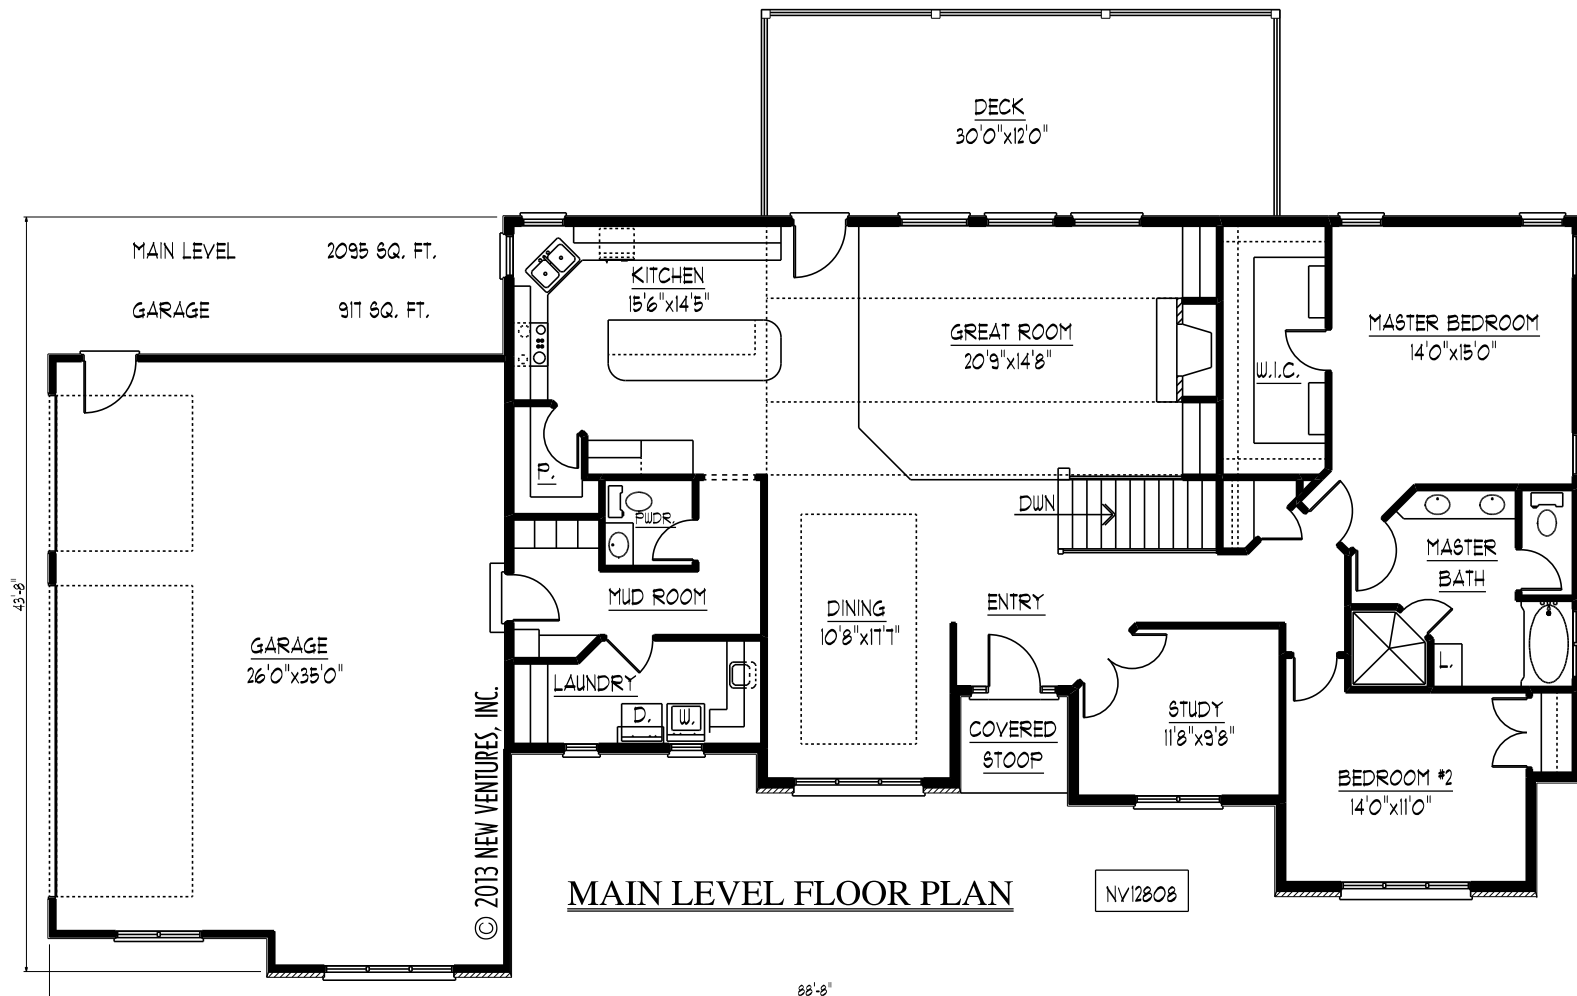 DECK
30'0"x12'0"
MAIN LEVEL 2095 SQ. FT.
GARAGE 917 SQ. FT.
KITCHEN
15'6"x14'5"
GREAT ROOM
20'9"x14'8"
W.I.C.
MASTER BEDROOM
14'0"x15'0"
P.
PWDR.
DWN
MASTER
BATH
MUD ROOM
DINING
10'8"x17'7"
ENTRY
43'-8"
GARAGE
26'0"x35'0"
LAUNDRY
D.
W.
L.
COVERED
STOOP
STUDY
11'8"x9'8"
BEDROOM #2
14'0"x11'0"
© 2013 NEW VENTURES, INC.
MAIN LEVEL FLOOR PLAN
NV12808
88'-8"